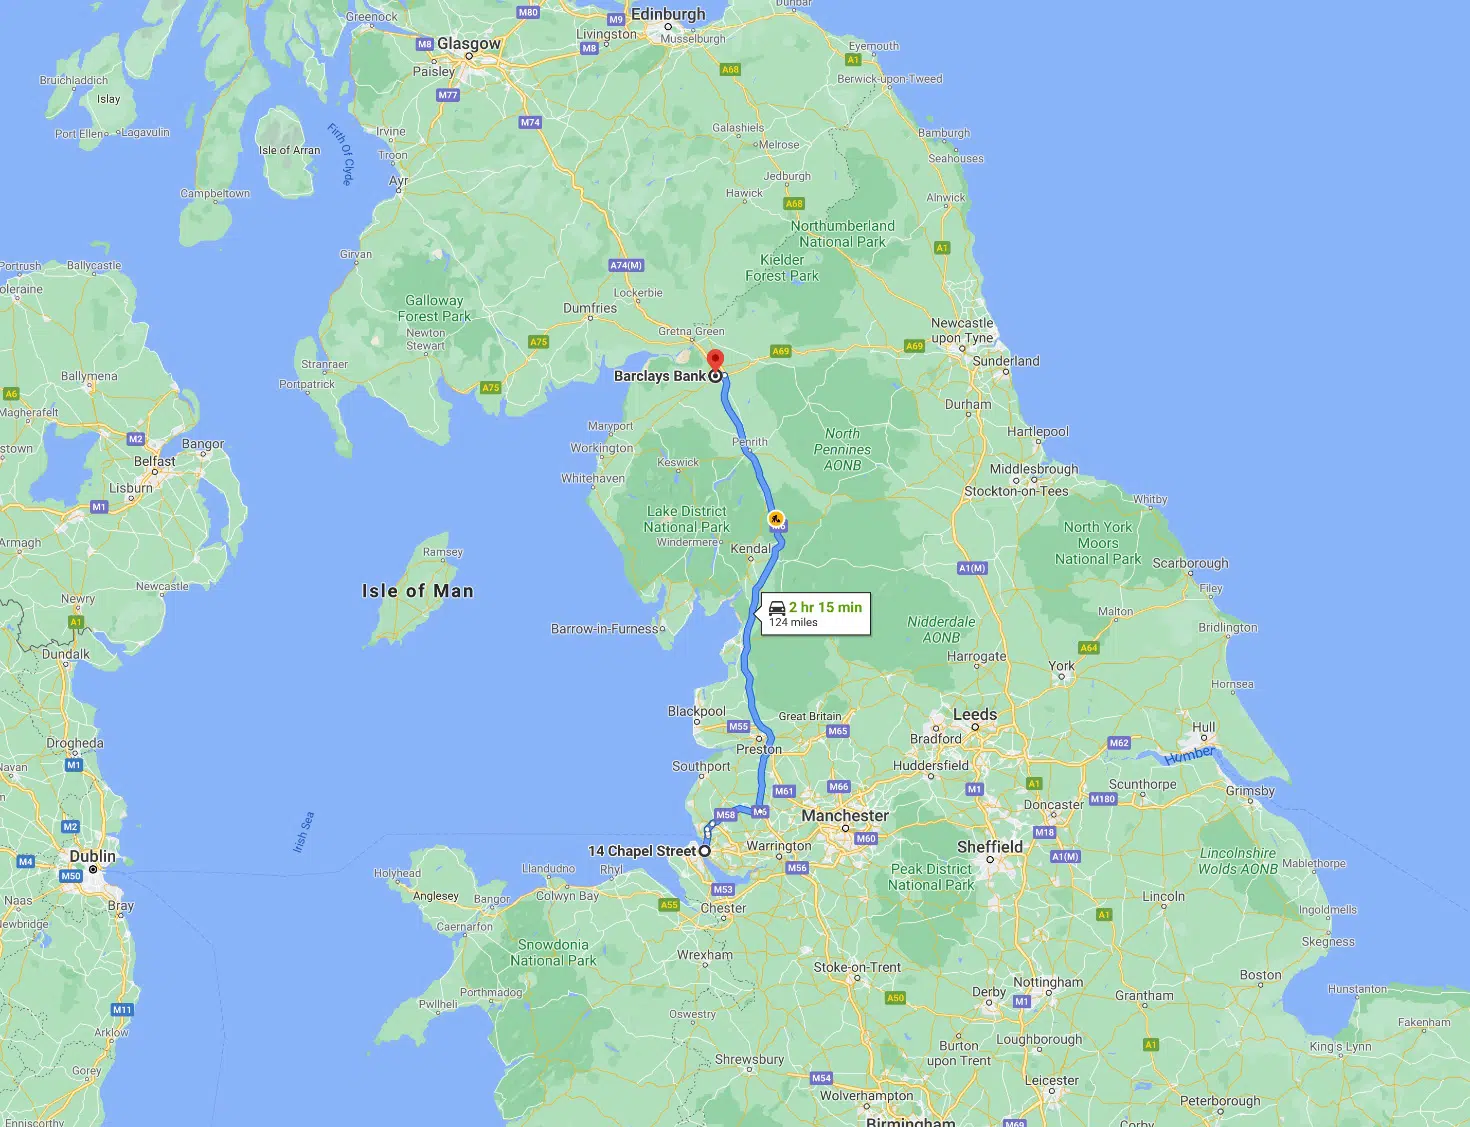 Dunbar
Greenock
M80
M9
Edinburgh
Livingston
Musselburgh
M8
Glasgow
M8
Eyemouth
A1
Paisley
A68
Berwick-upon-Tweed
Bruichladdich
Islay
M77
M74
Port Ellen
Lagavulin
Firth Of Clyde
Irvine
Galashiels
Bamburgh
Isle of Arran
Troon
Melrose
Seahouses
Ayr
Jedburgh
Campbeltown
Hawick
Alnwick
A68
Northumberland
National Park
A1
Girvan
Kielder
Forest Park
Portrush
Ballycastle
A74(M)
oleraine
Lockerbie
Galloway
Forest Park
Dumfries
Newton
Stewart
Gretna Green
Newcastle
upon Tyne
A75
A69
A69
Stranraer
Sunderland
Ballymena
Portpatrick
Barclays Bank
A75
A6
Durham
Magherafelt
Maryport
Hartlepool
M2
Bangor
Workington
Penrith
North
Pennines
AONB
stown
Belfast
Keswick
Middlesbrough
Whitehaven
Lisburn
Stockton-on-Tees
Whitby
M1
Lake District
National Park
North York
Moors
National Park
Armagh
Ramsey
Windermere
Kendal
Scarborough
A1(M)
Newcastle
Isle of Man
Filey
Newry
2 hr 15 min
124 miles
Malton
A1
Barrow-in-Furness
Nidderdale
AONB
Bridlington
Dundalk
A64
Harrogate
York
Hornsea
Blackpool
Great Britain
Leeds
M55
M65
Bradford
Hull
Drogheda
Preston
M62
Humber
M1
Southport
Huddersfield
Navan
M61
M66
M1
A1
Scunthorpe
Grimsby
M180
Doncaster
M58
M6
Manchester
M2
Irish Sea
M18
M60
14 Chapel Street
Warrington
Sheffield
Dublin
M4
A1(M)
Lincolnshire
Wolds AONB
Mablethorpe
Holyhead
Llandudno
Rhyl
M56
Peak District
National Park
M50
M53
Anglesey
Colwyn Bay
Naas
Bray
Bangor
A55
Chester
Lincoln
Ingoldmells
Newbridge
Caernarfon
A1
Skegness
Snowdonia
National Park
Wrexham
Stoke-on-Trent
Boston
Porthmadog
Nottingham
Derby
Hunstanton
Pwllheli
A50
M1
Grantham
M11
Oswestry
Fakenham
Arklow
Burton
upon Trent
Loughborough
A1
King's Lynn
Shrewsbury
Gorey
M54
Leicester
Wolverhampton
Peterborough
Enniscorthy
Birmingham
M69
Corby